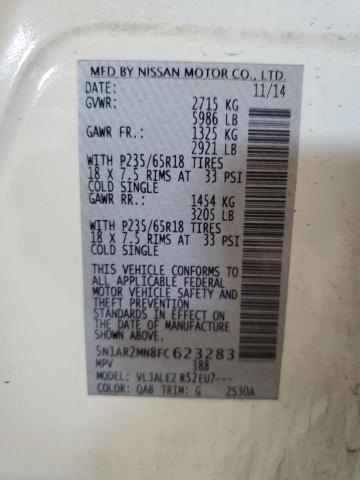 MFD BY NISSAN MOTOR CO., LTD.
DATE: 11/14
GVWR: 2715 KG
5986 LB
GAWR FR.: 1325 KG
2921 LB
WITH P235/65R18 TIRES
18 X 7.5 RIMS AT 33 PSI
COLD SINGLE
GAWR RR.: 1454 KG
3205 LB
WITH P235/65R18 TIRES
18 X 7.5 RIMS AT 33 PSI
COLD SINGLE
THIS VEHICLE CONFORMS TO
ALL APPLICABLE FEDERAL
MOTOR VEHICLE SAFETY AND
THEFT PREVENTION
STANDARDS IN EFFECT ON
THE DATE OF MANUFACTURE
SHOWN ABOVE.
5N1AR2MN8FC623283
MPV 388
MODEL: VLJALEZ R52EU7---
COLOR: QAB TRIM: G 2530A